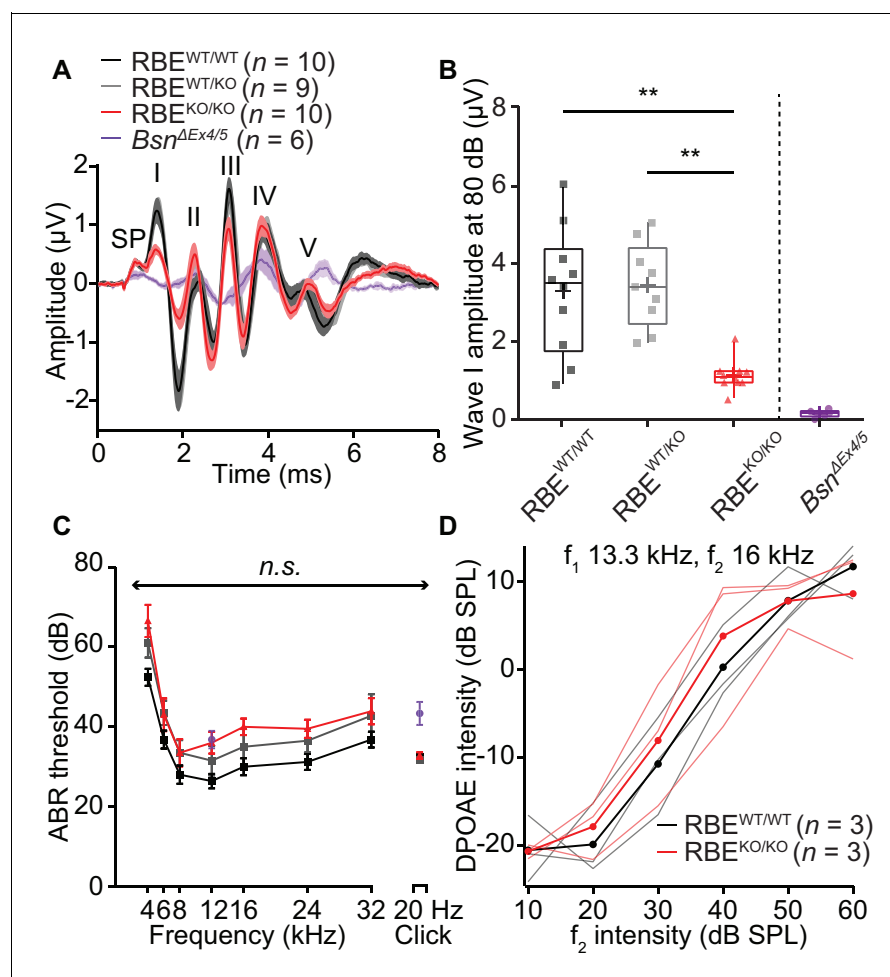 A
RBE^WT/WT (n = 10)
RBE^WT/KO (n = 9)
RBE^KO/KO (n = 10)
Bsn^ΔEx4/5 (n = 6)
SP
I
II
III
IV
V
Amplitude (µV)
2
1
0
-1
-2
0 2 4 6 8
Time (ms)
B
** 
**
Wave I amplitude at 80 dB (µV)
8
6
4
2
0
RBE^WT/WT
RBE^WT/KO
RBE^KO/KO
Bsn^ΔEx4/5
C
n.s.
ABR threshold (dB)
80
60
40
20
0
4 6 8 12 16 24 32 20 Hz
Frequency (kHz) Click
D
f₁ 13.3 kHz, f₂ 16 kHz
DPOAE intensity (dB SPL)
10
0
-10
-20
RBE^WT/WT (n = 3)
RBE^KO/KO (n = 3)
10 20 30 40 50 60
f₂ intensity (dB SPL)